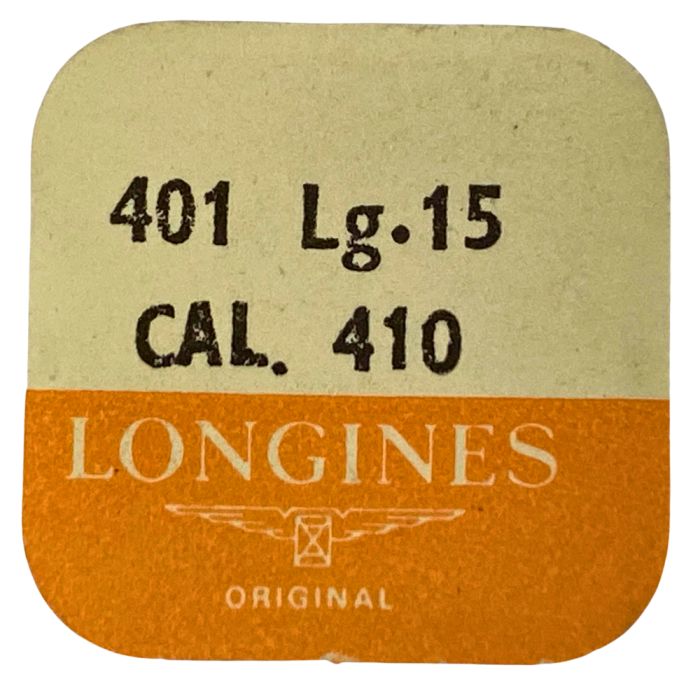 401 Lg.15
CAL. 410
LONGINES
ORIGINAL